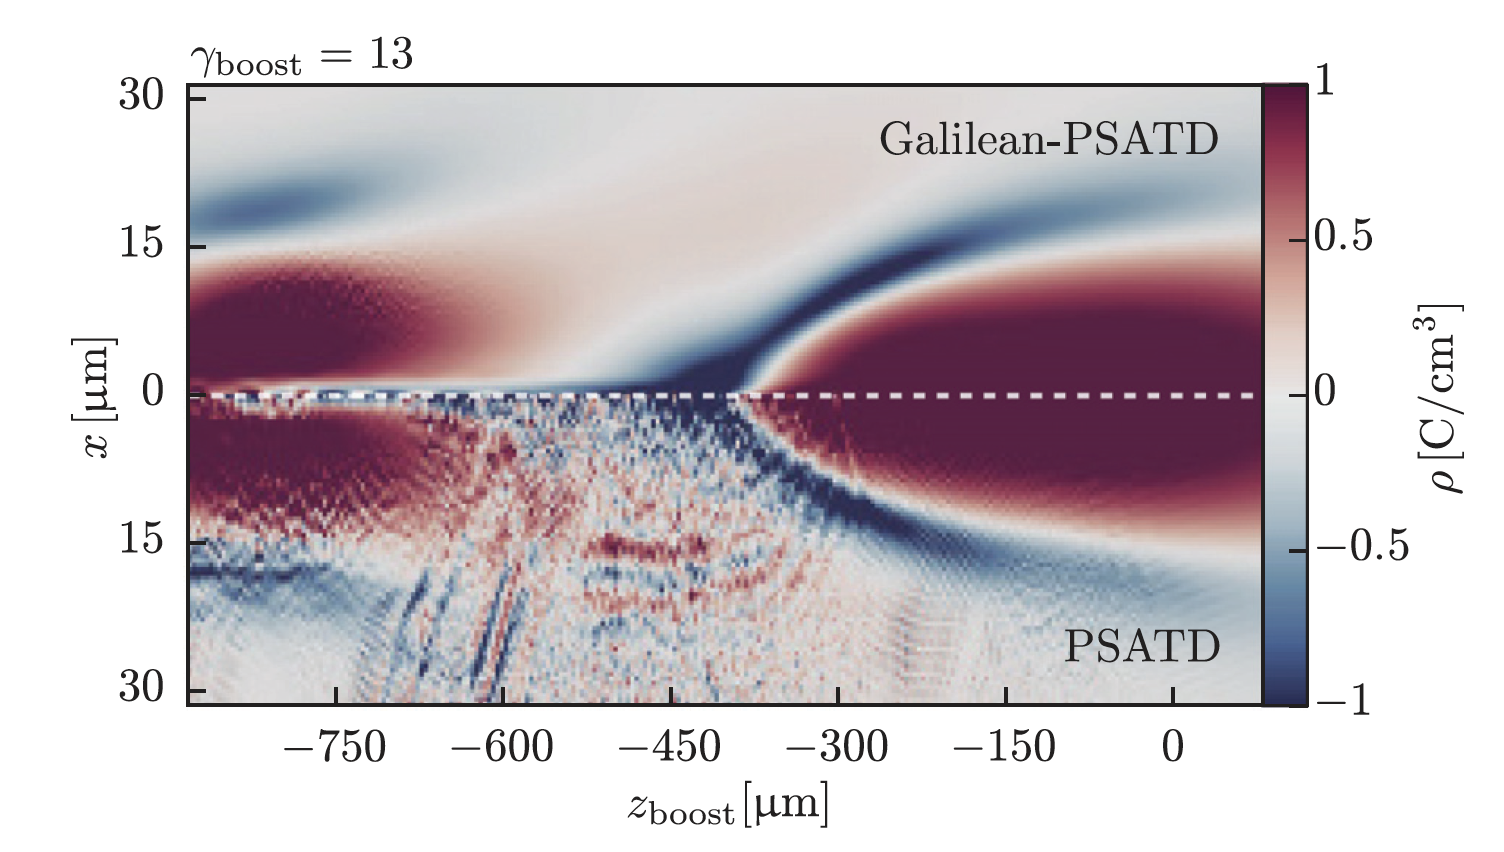 γboost = 13
30
15
0
15
30
x [μm]
Galilean-PSATD
PSATD
−750 −600 −450 −300 −150 0
zboost[μm]
1
0.5
0
−0.5
−1
ρ [C/cm³]